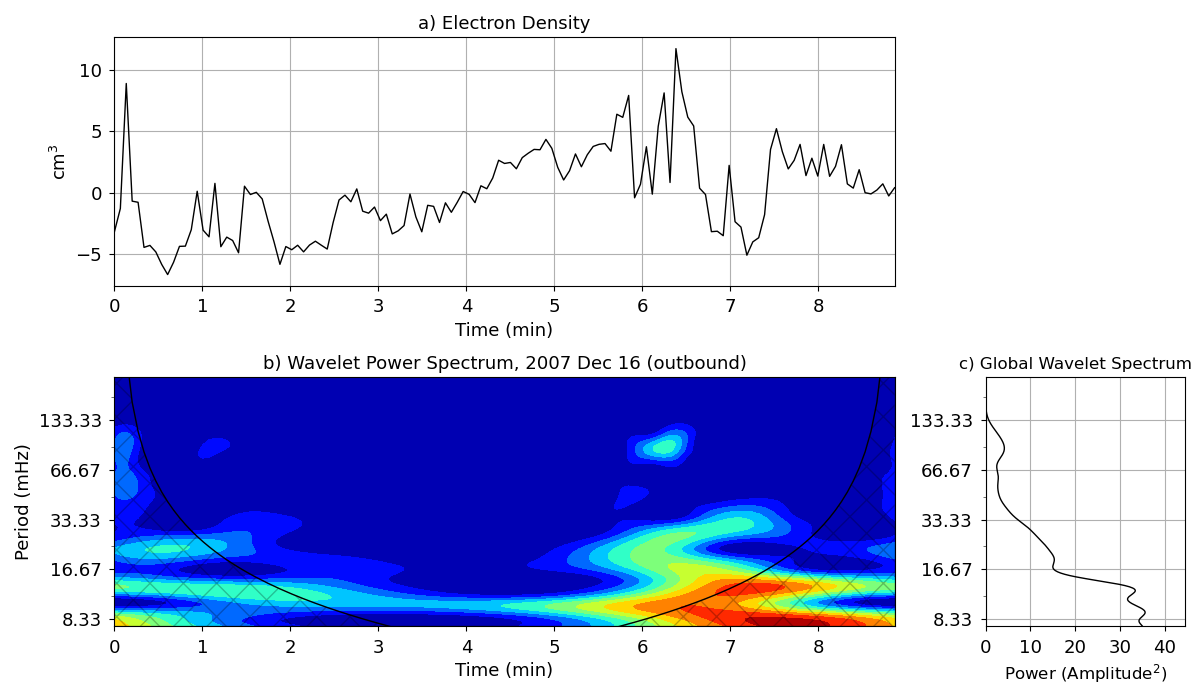 a) Electron Density
10
5
0
−5
cm³
0 1 2 3 4 5 6 7 8
Time (min)
b) Wavelet Power Spectrum, 2007 Dec 16 (outbound)
133.33
66.67
33.33
16.67
8.33
Period (mHz)
0 1 2 3 4 5 6 7 8
Time (min)
c) Global Wavelet Spectrum
133.33
66.67
33.33
16.67
8.33
0 10 20 30 40
Power (Amplitude²)